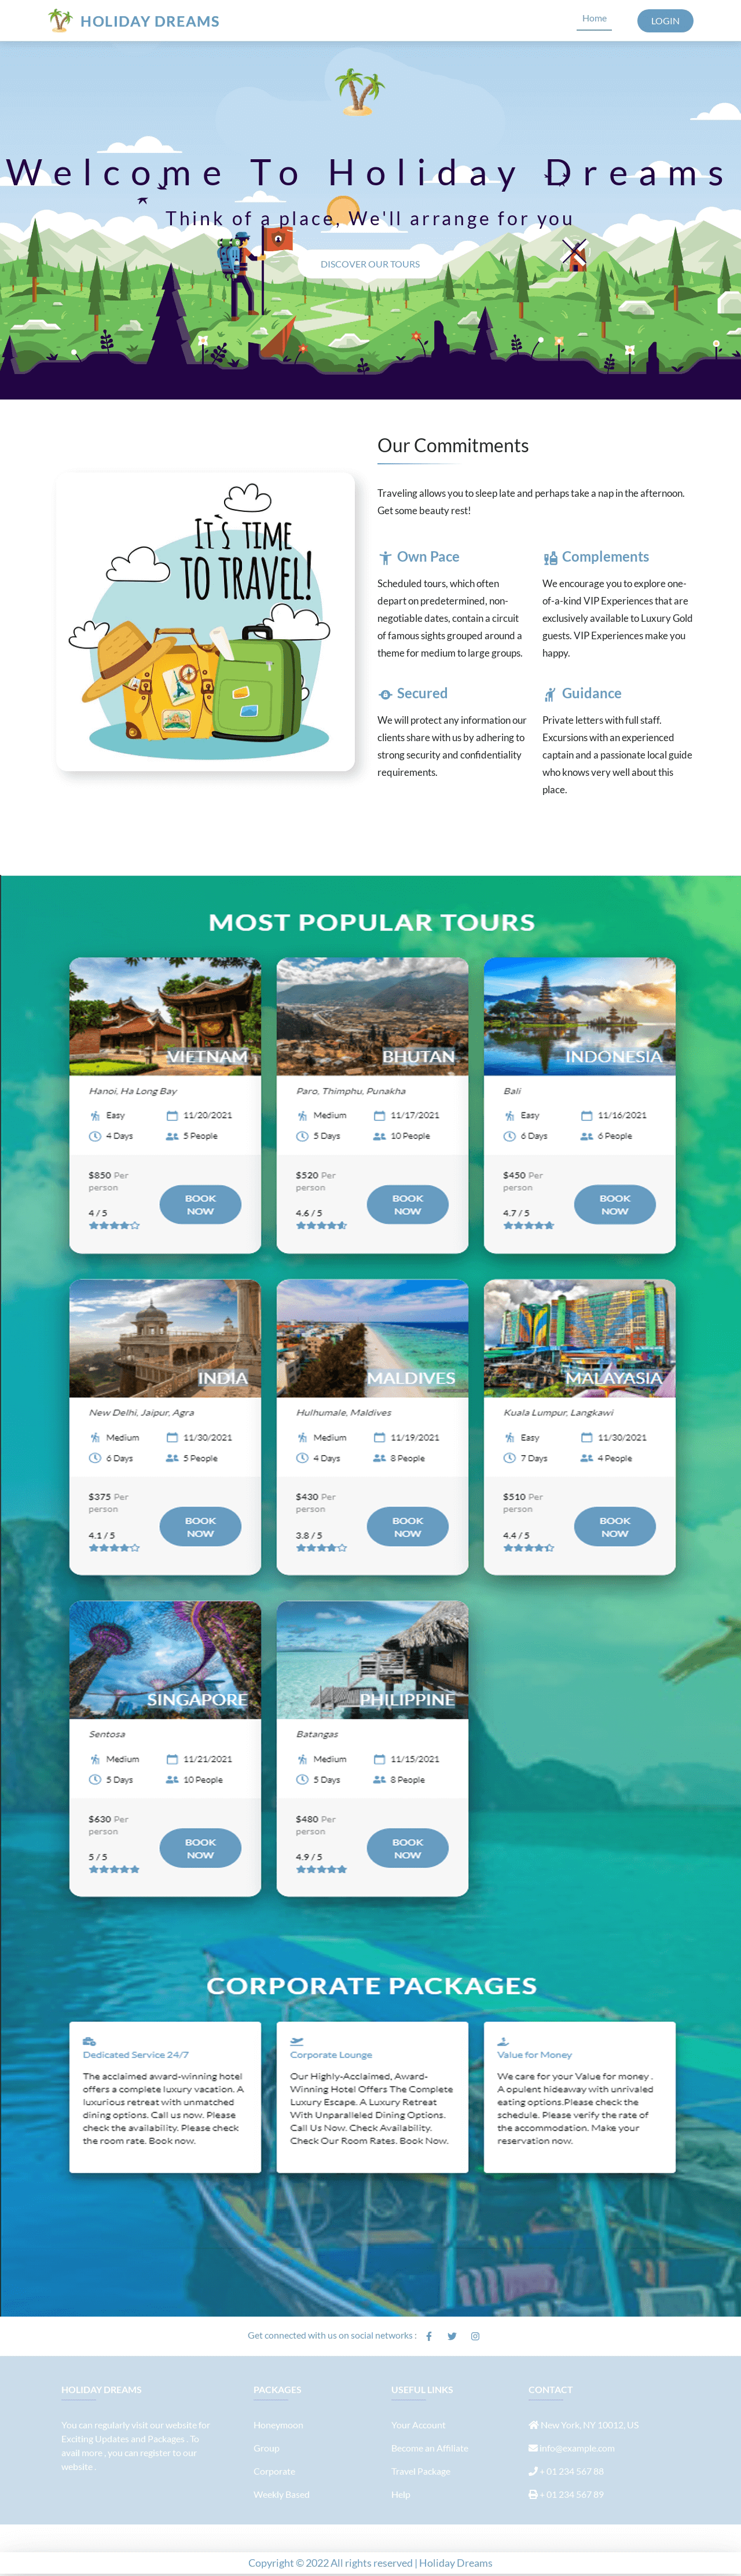 HOLIDAY DREAMS
Home
LOGIN
Welcome To Holiday Dreams
Think of a place, We'll arrange for you
DISCOVER OUR TOURS
IT'S TIME
TO TRAVEL!
Our Commitments
Traveling allows you to sleep late and perhaps take a nap in the afternoon.
Get some beauty rest!
Own Pace
Scheduled tours, which often
depart on predetermined, non-
negotiable dates, contain a circuit
of famous sights grouped around a
theme for medium to large groups.
Complements
We encourage you to explore one-
of-a-kind VIP Experiences that are
exclusively available to Luxury Gold
guests. VIP Experiences make you
happy.
Secured
We will protect any information our
clients share with us by adhering to
strong security and confidentiality
requirements.
Guidance
Private letters with full staff.
Excursions with an experienced
captain and a passionate local guide
who knows very well about this
place.
MOST POPULAR TOURS
VIETNAM
Hanoi, Ha Long Bay
Easy 11/20/2021
4 Days 5 People
$850 Per
person
4 / 5
BOOK
NOW
BHUTAN
Paro, Thimphu, Punakha
Medium 11/17/2021
5 Days 10 People
$520 Per
person
4.6 / 5
BOOK
NOW
INDONESIA
Bali
Easy 11/16/2021
6 Days 6 People
$450 Per
person
4.7 / 5
BOOK
NOW
INDIA
New Delhi, Jaipur, Agra
Medium 11/30/2021
6 Days 5 People
$375 Per
person
4.1 / 5
BOOK
NOW
MALDIVES
Hulhumale, Maldives
Medium 11/19/2021
4 Days 8 People
$430 Per
person
3.8 / 5
BOOK
NOW
MALAYASIA
Kuala Lumpur, Langkawi
Easy 11/30/2021
7 Days 4 People
$510 Per
person
4.4 / 5
BOOK
NOW
SINGAPORE
Sentosa
Medium 11/21/2021
5 Days 10 People
$630 Per
person
5 / 5
BOOK
NOW
PHILIPPINE
Batangas
Medium 11/15/2021
5 Days 8 People
$480 Per
person
4.9 / 5
BOOK
NOW
CORPORATE PACKAGES
Dedicated Service 24/7
The acclaimed award-winning hotel
offers a complete luxury vacation. A
luxurious retreat with unmatched
dining options. Call us now. Please
check the availability. Please check
the room rate. Book now.
Corporate Lounge
Our Highly-Acclaimed, Award-
Winning Hotel Offers The Complete
Luxury Escape. A Luxury Retreat
With Unparalleled Dining Options.
Call Us Now. Check Availability.
Check Our Room Rates. Book Now.
Value for Money
We care for your Value for money .
A opulent hideaway with unrivaled
eating options.Please check the
schedule. Please verify the rate of
the accommodation. Make your
reservation now.
Get connected with us on social networks :
HOLIDAY DREAMS
You can regularly visit our website for
Exciting Updates and Packages . To
avail more , you can register to our
website .
PACKAGES
Honeymoon
Group
Corporate
Weekly Based
USEFUL LINKS
Your Account
Become an Affiliate
Travel Package
Help
CONTACT
New York, NY 10012, US
info@example.com
+ 01 234 567 88
+ 01 234 567 89
Copyright © 2022 All rights reserved | Holiday Dreams